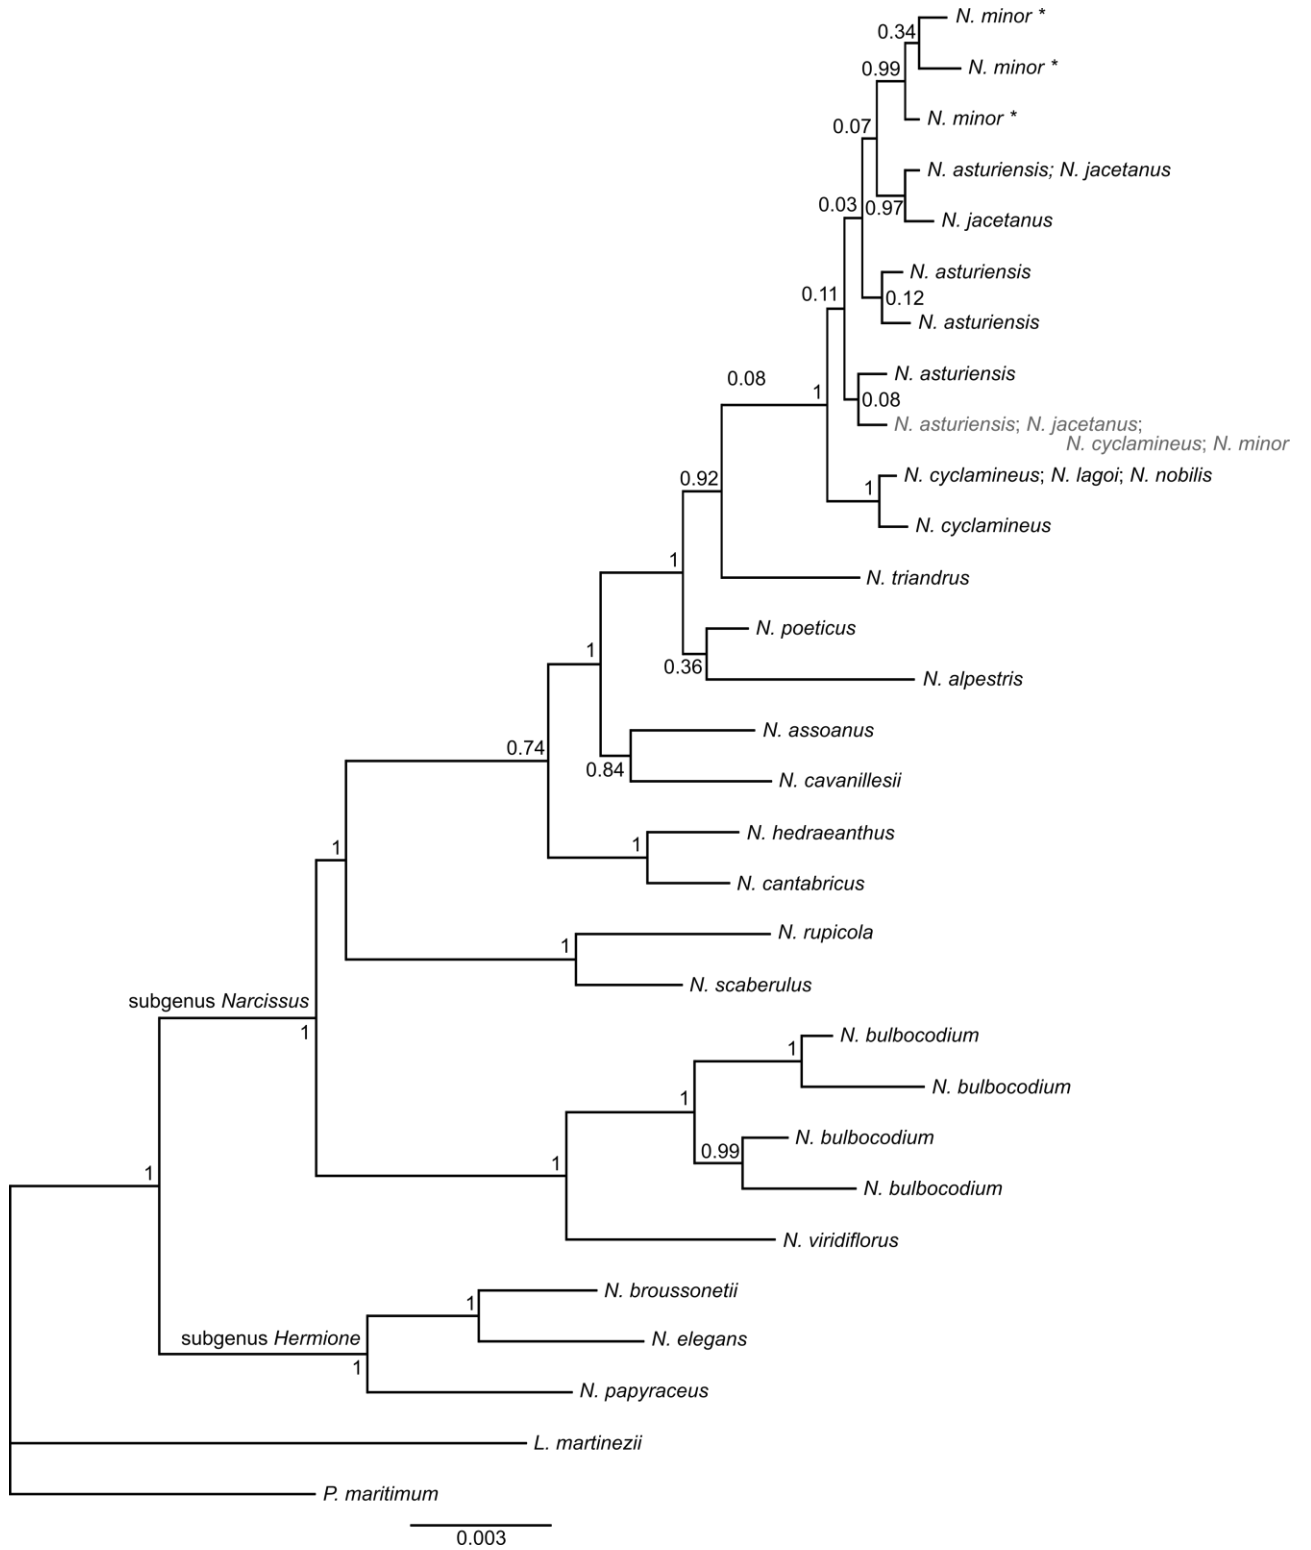 N. minor *
0.34
N. minor *
0.99
N. minor *
0.07
N. asturiensis; N. jacetanus
0.03
0.97
N. jacetanus
N. asturiensis
0.11
0.12
N. asturiensis
0.08
1
N. asturiensis
0.08
N. asturiensis; N. jacetanus;
N. cyclamineus; N. minor
0.92
1
N. cyclamineus; N. lagoi; N. nobilis
N. cyclamineus
1
N. triandrus
N. poeticus
1
0.36
N. alpestris
N. assoanus
0.74
0.84
N. cavanillesii
N. hedraeanthus
1
1
N. cantabricus
N. rupicola
1
N. scaberulus
subgenus Narcissus
1
N. bulbocodium
1
N. bulbocodium
1
N. bulbocodium
0.99
1
1
N. bulbocodium
N. viridiflorus
N. broussonetii
1
subgenus Hermione
N. elegans
1
N. papyraceus
L. martinezii
P. maritimum
0.003